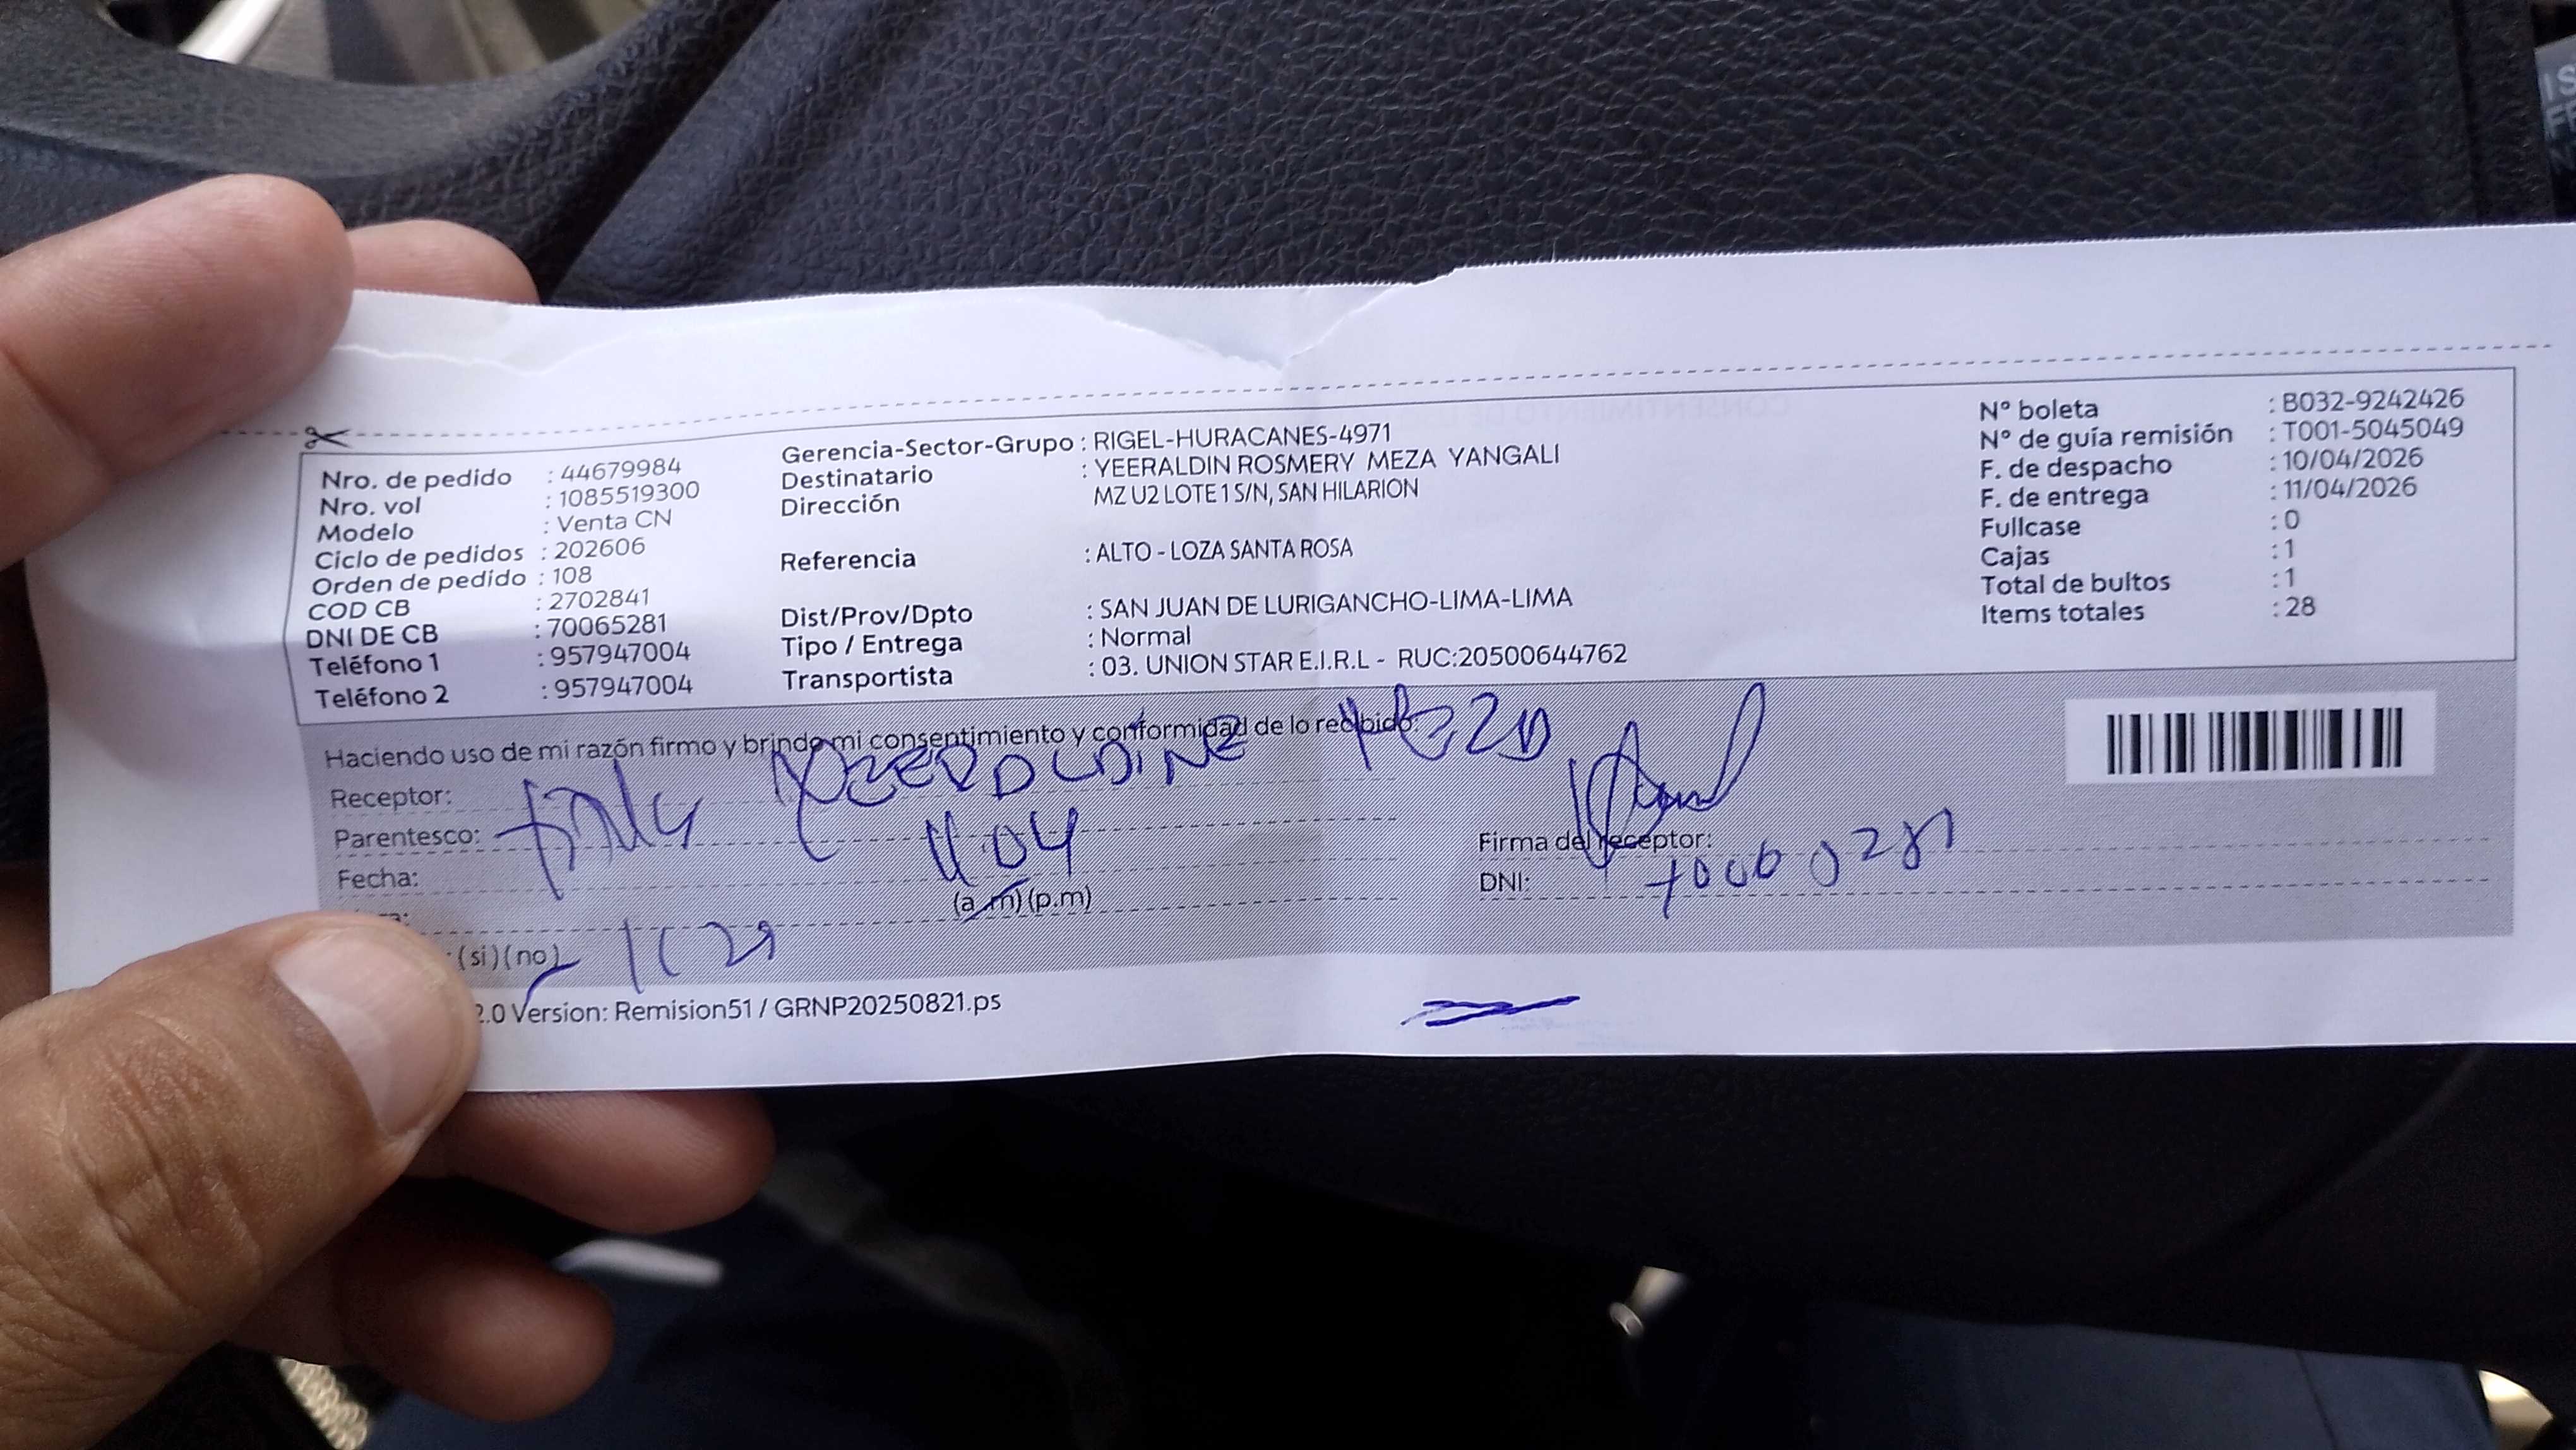 Nro. de pedido : 44679984
Nro. vol : 1085519300
Modelo : Venta CN
Ciclo de pedidos : 202606
Orden de pedido : 108
COD CB : 2702841
DNI DE CB : 70065281
Teléfono 1 : 957947004
Teléfono 2 : 957947004
Gerencia-Sector-Grupo : RIGEL-HURACANES-4971
Destinatario : YEERALDIN ROSMERY MEZA YANGALI
Dirección MZ U2 LOTE 1 S/N, SAN HILARION
Referencia : ALTO - LOZA SANTA ROSA
Dist/Prov/Dpto : SAN JUAN DE LURIGANCHO-LIMA-LIMA
Tipo / Entrega : Normal
Transportista : 03. UNION STAR E.I.R.L - RUC:20500644762
N° boleta : B032-9242426
N° de guía remisión : T001-5045049
F. de despacho : 10/04/2026
F. de entrega : 11/04/2026
Fullcase : 0
Cajas : 1
Total de bultos : 1
Items totales : 28
Haciendo uso de mi razón firmo y brindo mi consentimiento y conformidad de lo recibido.
Receptor:
Parentesco:
Fecha: 11 04
(a.m) (p.m)
(si) (no)
Firma del receptor:
DNI:
2.0 Version: Remision51 / GRNP20250821.ps